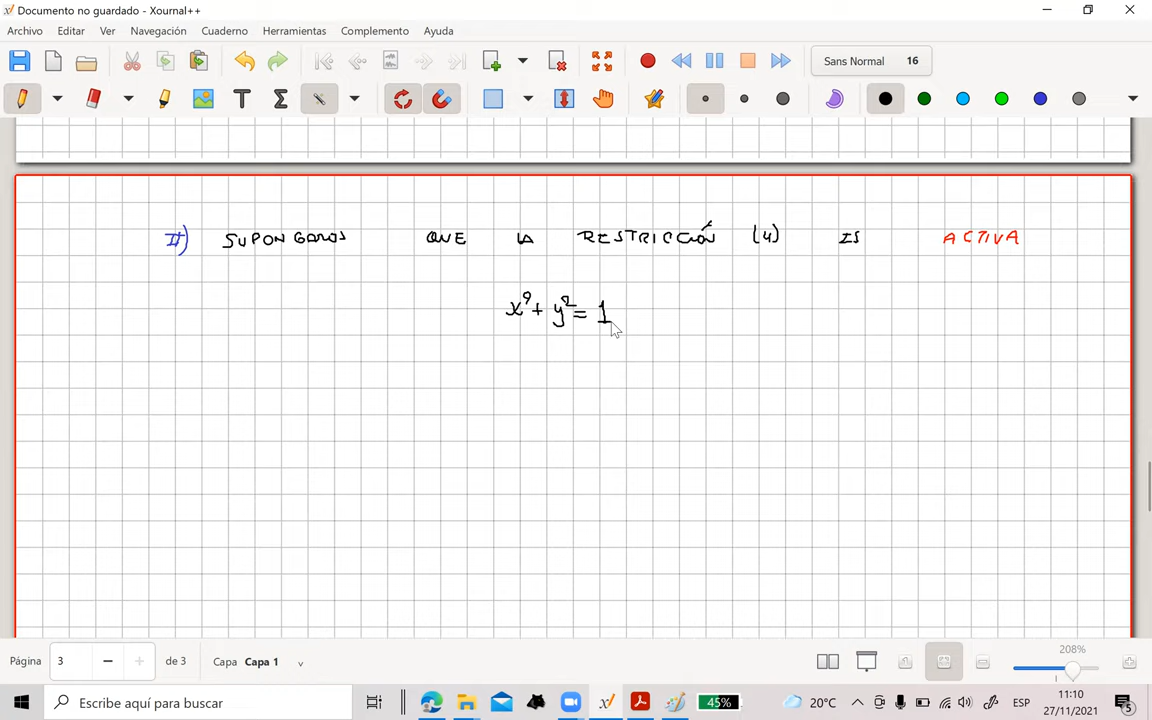 Documento no guardado - Xournal++
Archivo Editar Ver Navegación Cuaderno Herramientas Complemento Ayuda
Sans Normal 16
II) SUPONGAMOS QUE LA RESTRICCIÓN (4) ES ACTIVA
x² + y² = 1
Página 3 de 3 Capa Capa 1 208%
Escribe aquí para buscar 45% 20°C ESP 11:10
27/11/2021 5